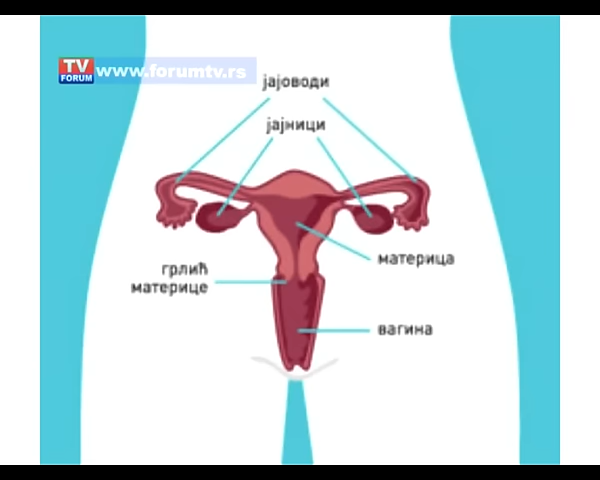 TV
FORUM
www.forumtv.rs
јајоводи
јајници
материца
грлић
материце
вагина